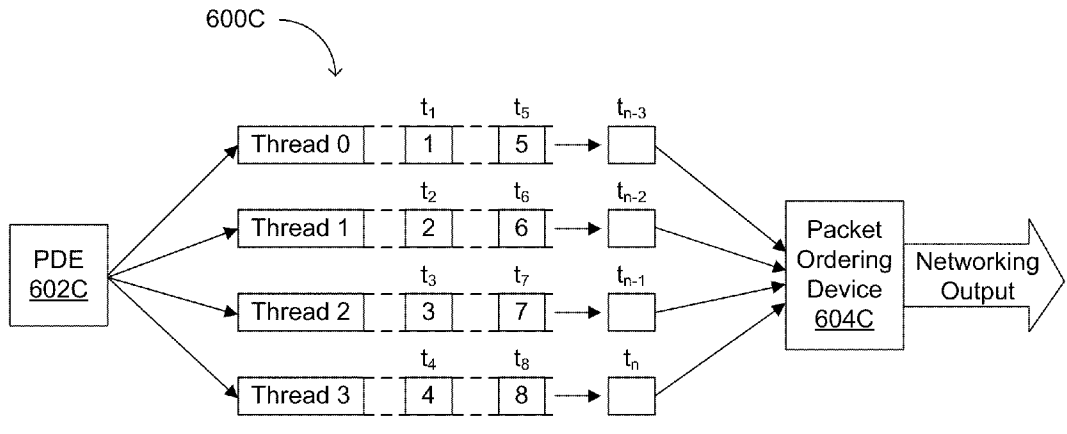 600C
t1 t5 tn-3
Thread 0 1 5
t2 t6 tn-2
Thread 1 2 6
PDE
602C
t3 t7 tn-1
Thread 2 3 7
t4 t8 tn
Thread 3 4 8
Packet
Ordering
Device
604C
Networking
Output